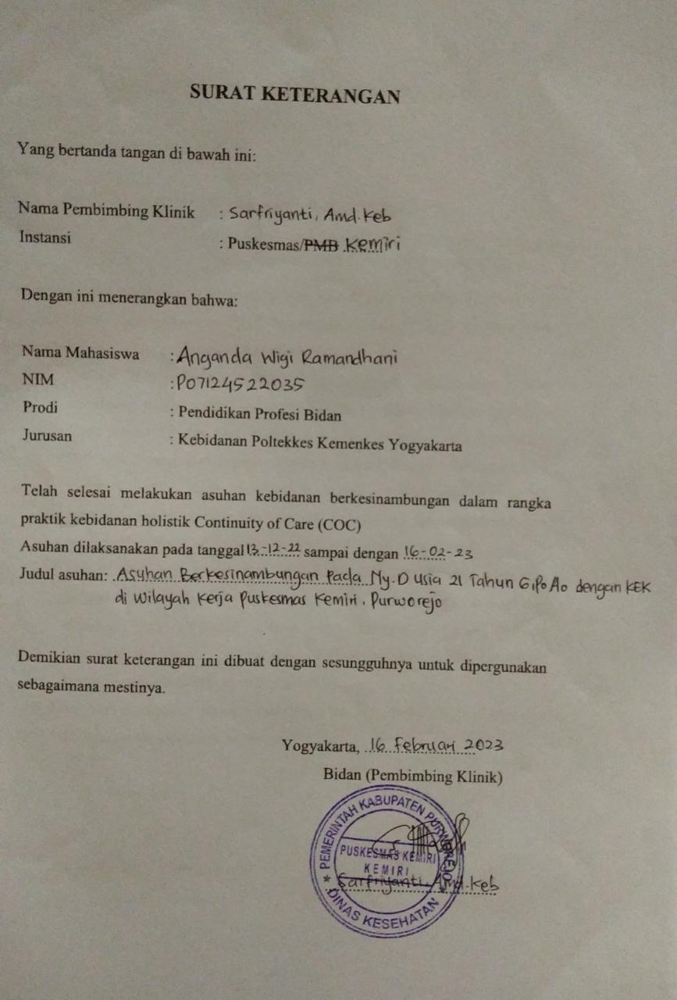 SURAT KETERANGAN
Yang bertanda tangan di bawah ini:
Nama Pembimbing Klinik : Sarfriyanti, Amd.Keb
Instansi : Puskesmas/PMB Kemiri
Dengan ini menerangkan bahwa:
Nama Mahasiswa : Anganda Wigi Ramandhani
NIM : P07124522035
Prodi : Pendidikan Profesi Bidan
Jurusan : Kebidanan Poltekkes Kemenkes Yogyakarta
Telah selesai melakukan asuhan kebidanan berkesinambungan dalam rangka
praktik kebidanan holistik Continuity of Care (COC)
Asuhan dilaksanakan pada tanggal 13-12-22 sampai dengan 16-02-23
Judul asuhan: Asuhan Berkesinambungan Pada Ny.D Usia 21 Tahun G1P0A0 dengan KEK
di Wilayah Kerja Puskesmas Kemiri, Purworejo
Demikian surat keterangan ini dibuat dengan sesungguhnya untuk dipergunakan
sebagaimana mestinya.
Yogyakarta, 16 Februari 2023
Bidan (Pembimbing Klinik)
PEMERINTAH KABUPATEN PURWOREJO
PUSKESMAS KEMIRI
KEMIRI
DINAS KESEHATAN
Sarfriyanti, Amd.Keb